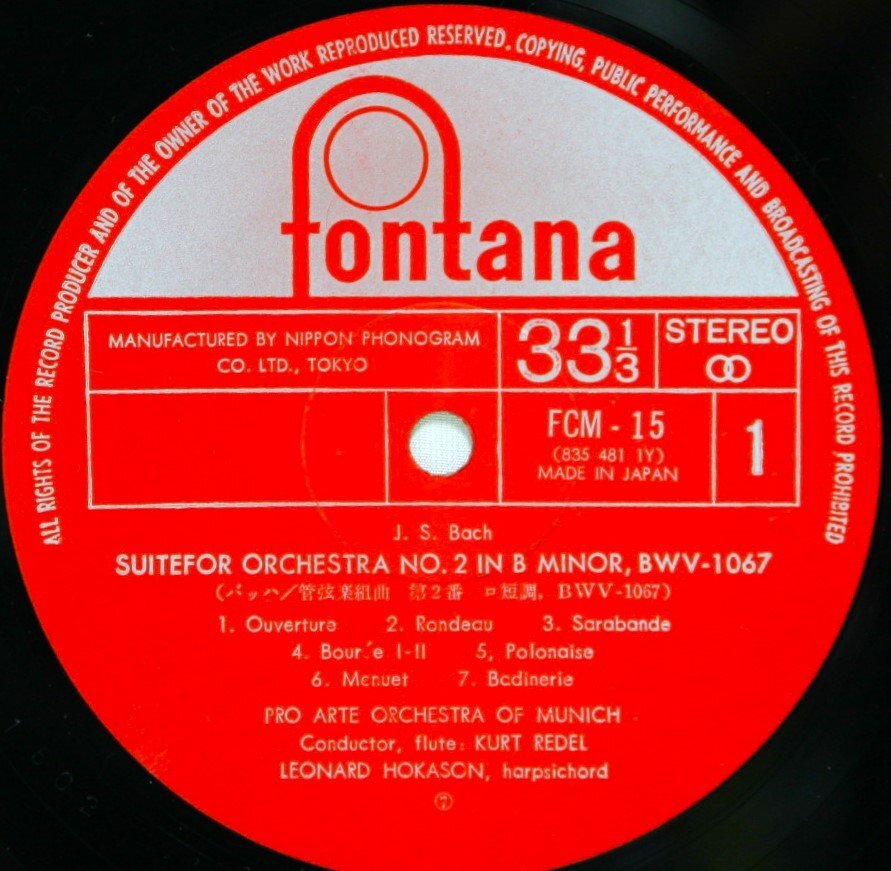 ALL RIGHTS OF THE RECORD PRODUCER AND OF THE OWNER OF THE WORK REPRODUCED RESERVED. COPYING, PUBLIC PERFORMANCE AND BROADCASTING OF THIS RECORD PROHIBITED
fontana
MANUFACTURED BY NIPPON PHONOGRAM
CO. LTD., TOKYO
33 1/3
STEREO
FCM - 15
(835 481 1Y)
MADE IN JAPAN
1
J. S. Bach
SUITEFOR ORCHESTRA NO. 2 IN B MINOR, BWV-1067
(バッハ／管弦楽組曲 第2番 ロ短調, BWV-1067)
1. Ouverture 2. Rondeau 3. Sarabande
4. Bour´e I-II 5, Polonaise
6. Menuet 7. Badinerie
PRO ARTE ORCHESTRA OF MUNICH
Conductor, flute: KURT REDEL
LEONARD HOKASON, harpsichord
⑦